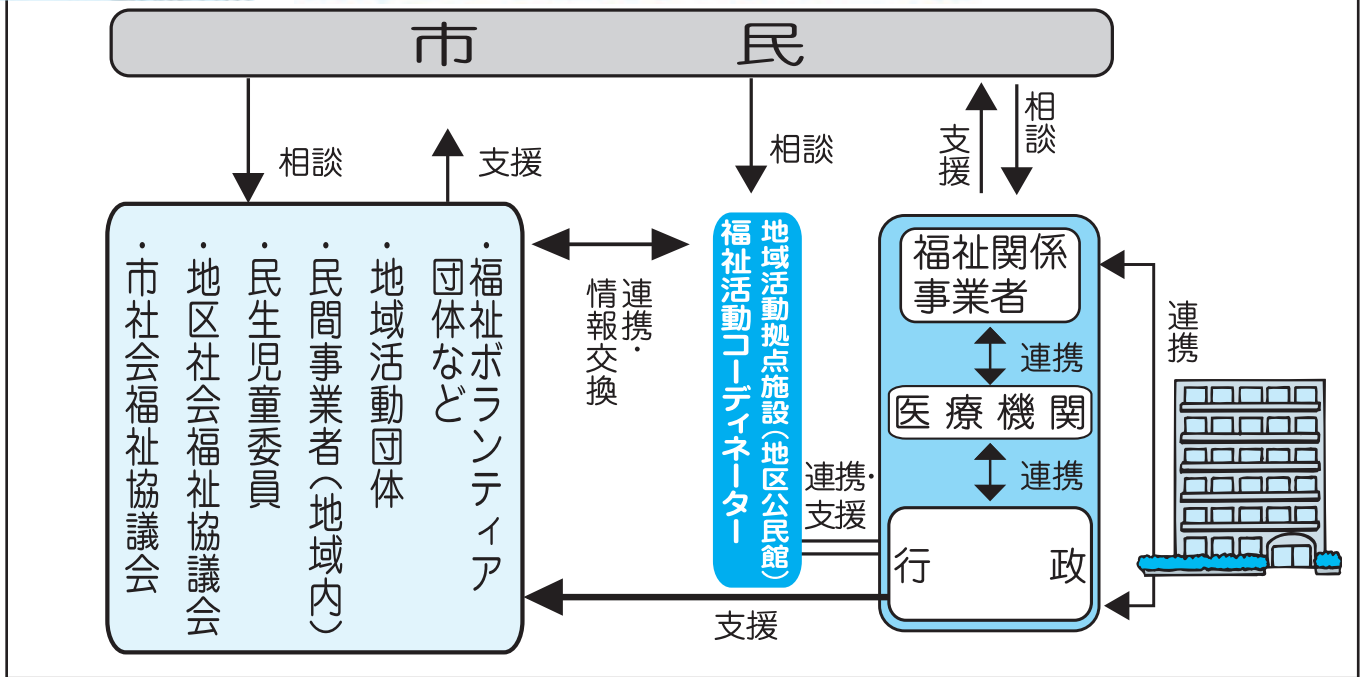 市民
相談
支援
相談
支援
相談
・福祉ボランティア
団体など
・地域活動団体
・民間事業者（地域内）
・民生児童委員
・地区社会福祉協議会
・市社会福祉協議会
連携・
情報交換
地域活動拠点施設（地区公民館）
福祉活動コーディネーター
福祉関係
事業者
連携
医療機関
連携
行政
連携・
支援
支援
連携